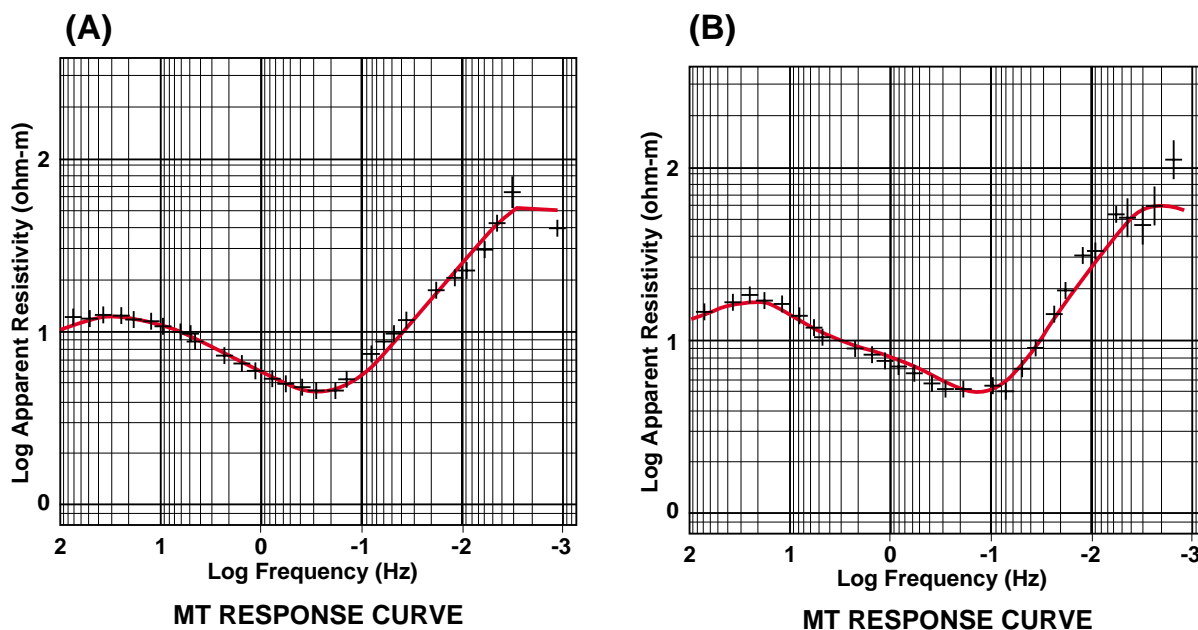 (A)
Log Apparent Resistivity (ohm-m)
2
1
0
2 1 0 -1 -2 -3
Log Frequency (Hz)
MT RESPONSE CURVE
(B)
Log Apparent Resistivity (ohm-m)
2
1
0
2 1 0 -1 -2 -3
Log Frequency (Hz)
MT RESPONSE CURVE